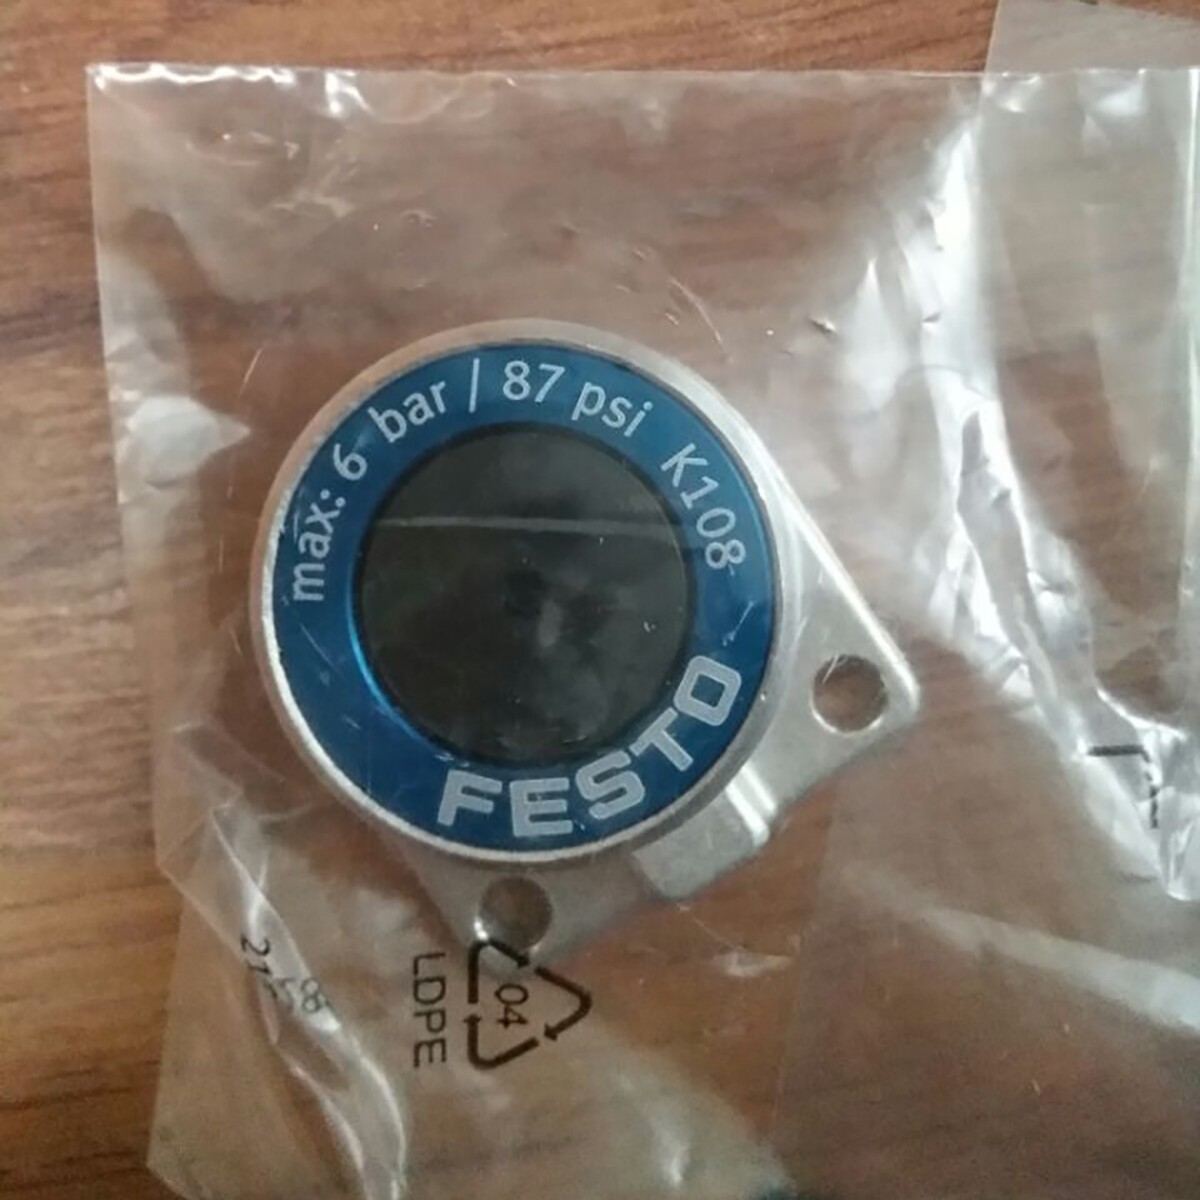 max: 6 bar / 87 psi K108
FESTO
04
LDPE